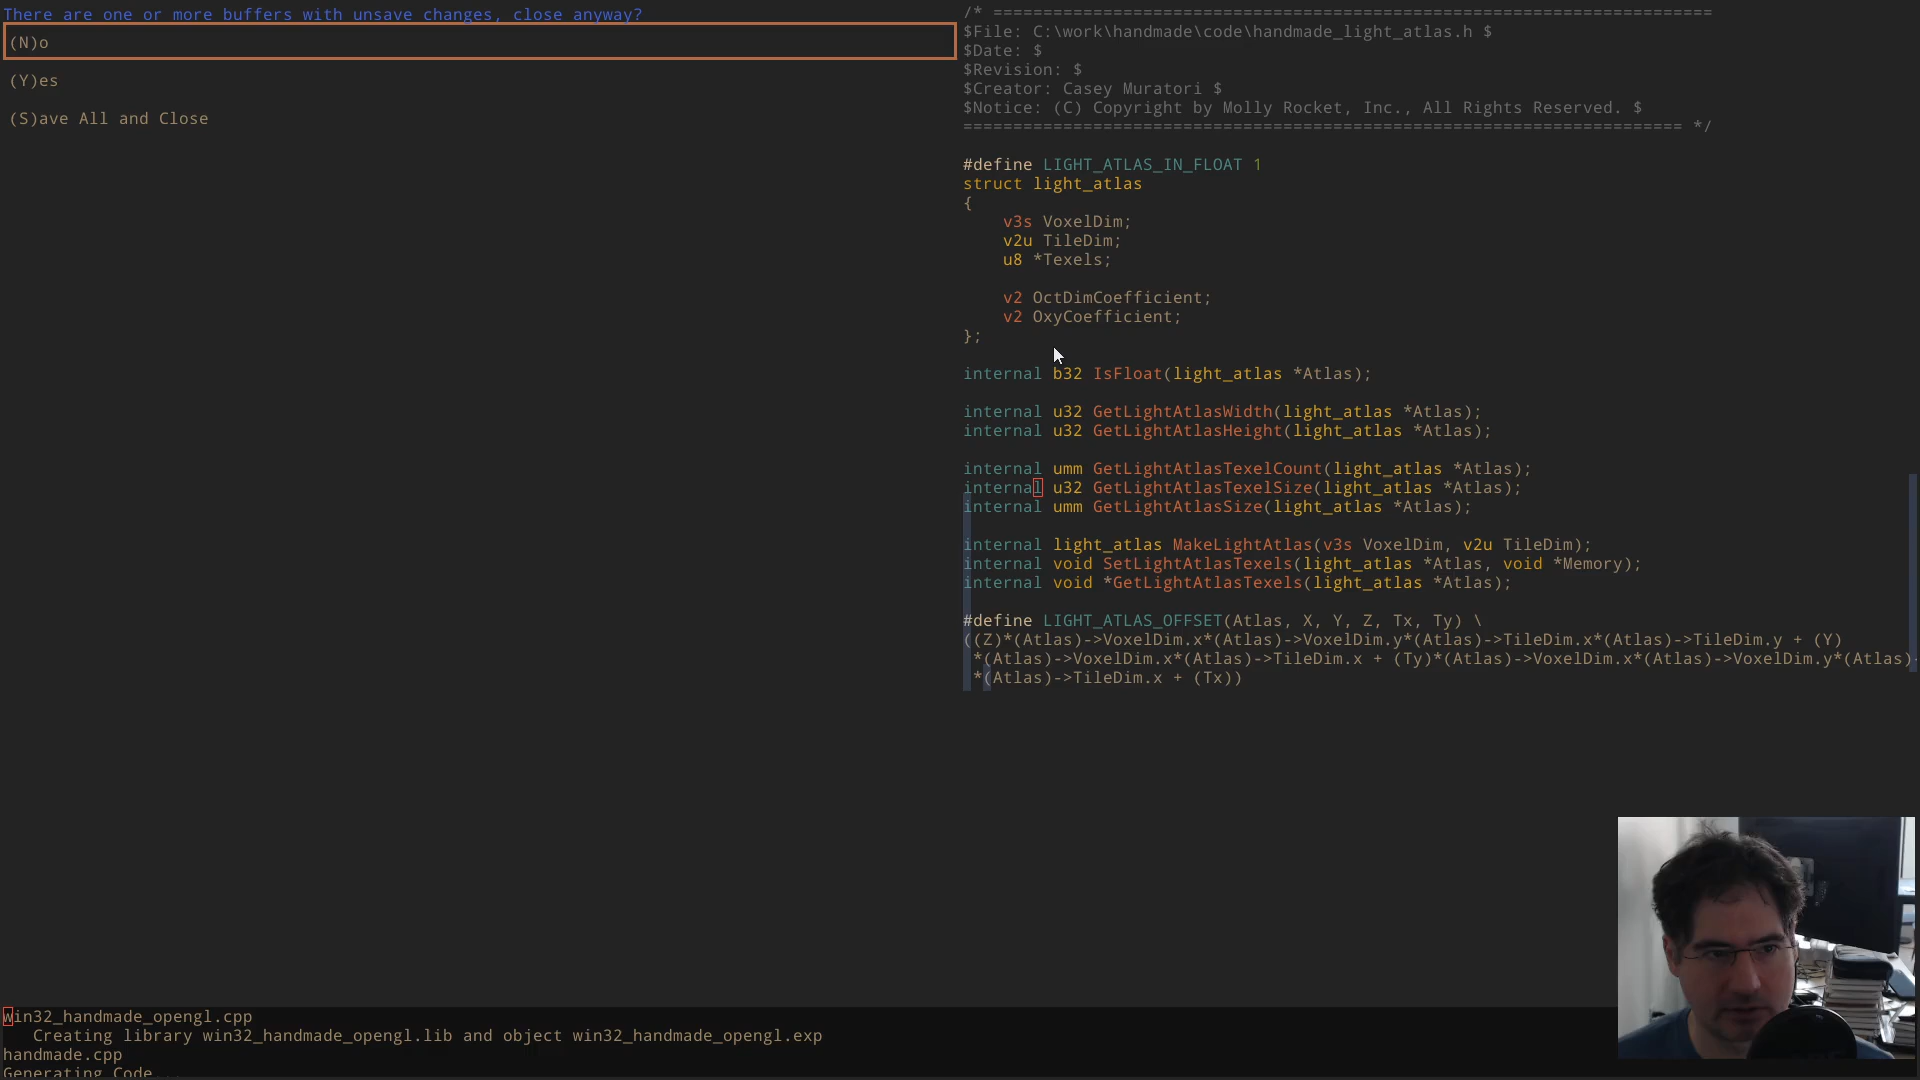 There are one or more buffers with unsave changes, close anyway?
(N)o
(Y)es
(S)ave All and Close
/* ========================================================================
$File: C:\work\handmade\code\handmade_light_atlas.h $
$Date: $
$Revision: $
$Creator: Casey Muratori $
$Notice: (C) Copyright by Molly Rocket, Inc., All Rights Reserved. $
======================================================================== */
#define LIGHT_ATLAS_IN_FLOAT 1
struct light_atlas
{
v3s VoxelDim;
v2u TileDim;
u8 *Texels;
v2 OctDimCoefficient;
v2 OxyCoefficient;
};
internal b32 IsFloat(light_atlas *Atlas);
internal u32 GetLightAtlasWidth(light_atlas *Atlas);
internal u32 GetLightAtlasHeight(light_atlas *Atlas);
internal umm GetLightAtlasTexelCount(light_atlas *Atlas);
internal u32 GetLightAtlasTexelSize(light_atlas *Atlas);
internal umm GetLightAtlasSize(light_atlas *Atlas);
internal light_atlas MakeLightAtlas(v3s VoxelDim, v2u TileDim);
internal void SetLightAtlasTexels(light_atlas *Atlas, void *Memory);
internal void *GetLightAtlasTexels(light_atlas *Atlas);
#define LIGHT_ATLAS_OFFSET(Atlas, X, Y, Z, Tx, Ty) \
((Z)*(Atlas)->VoxelDim.x*(Atlas)->VoxelDim.y*(Atlas)->TileDim.x*(Atlas)->TileDim.y + (Y)
*(Atlas)->VoxelDim.x*(Atlas)->TileDim.x + (Ty)*(Atlas)->VoxelDim.x*(Atlas)->VoxelDim.y*(Atlas)-
*(Atlas)->TileDim.x + (Tx))
win32_handmade_opengl.cpp
Creating library win32_handmade_opengl.lib and object win32_handmade_opengl.exp
handmade.cpp
Generating Code...